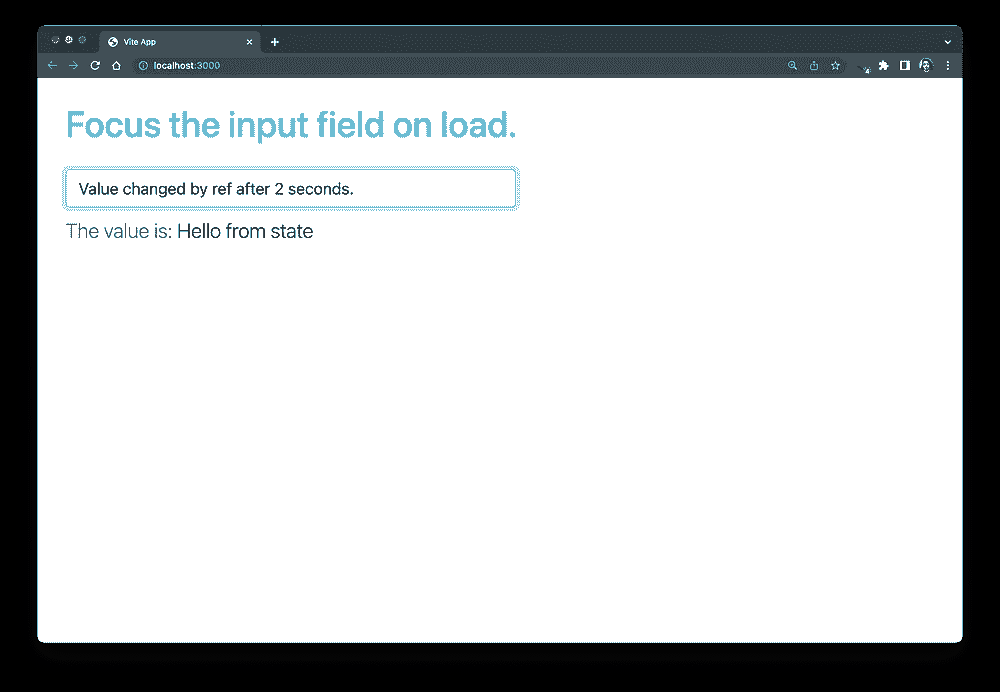 Vite App
localhost:3000
Focus the input field on load.
Value changed by ref after 2 seconds.
The value is: Hello from state